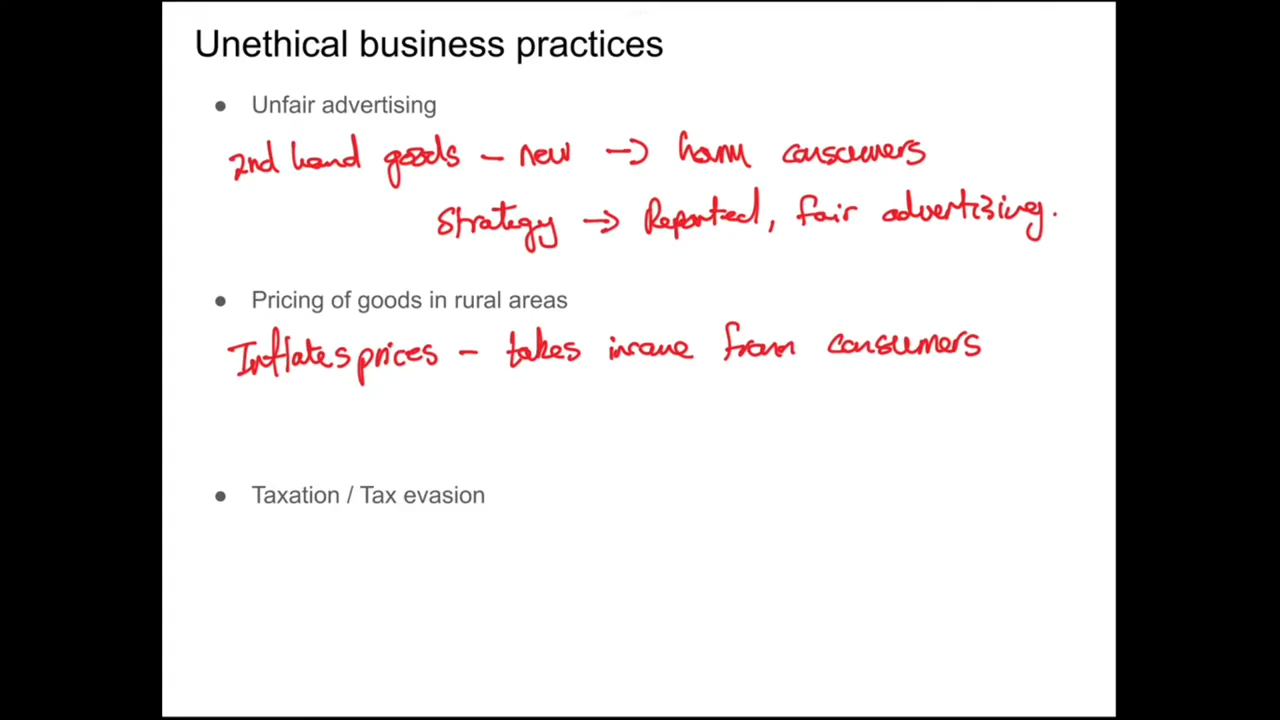 Unethical business practices
● Unfair advertising
2nd hand goods – new → harm consumers
Strategy → Reported, fair advertising.
● Pricing of goods in rural areas
Inflates prices – takes income from consumers
● Taxation / Tax evasion